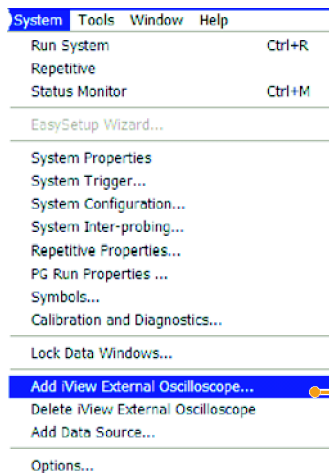 System Tools Window Help
Run System Ctrl+R
Repetitive
Status Monitor Ctrl+M
EasySetup Wizard...
System Properties
System Trigger...
System Configuration...
System Inter-probing...
Repetitive Properties...
PG Run Properties ...
Symbols...
Calibration and Diagnostics...
Lock Data Windows...
Add iView External Oscilloscope...
Delete iView External Oscilloscope
Add Data Source...
Options...